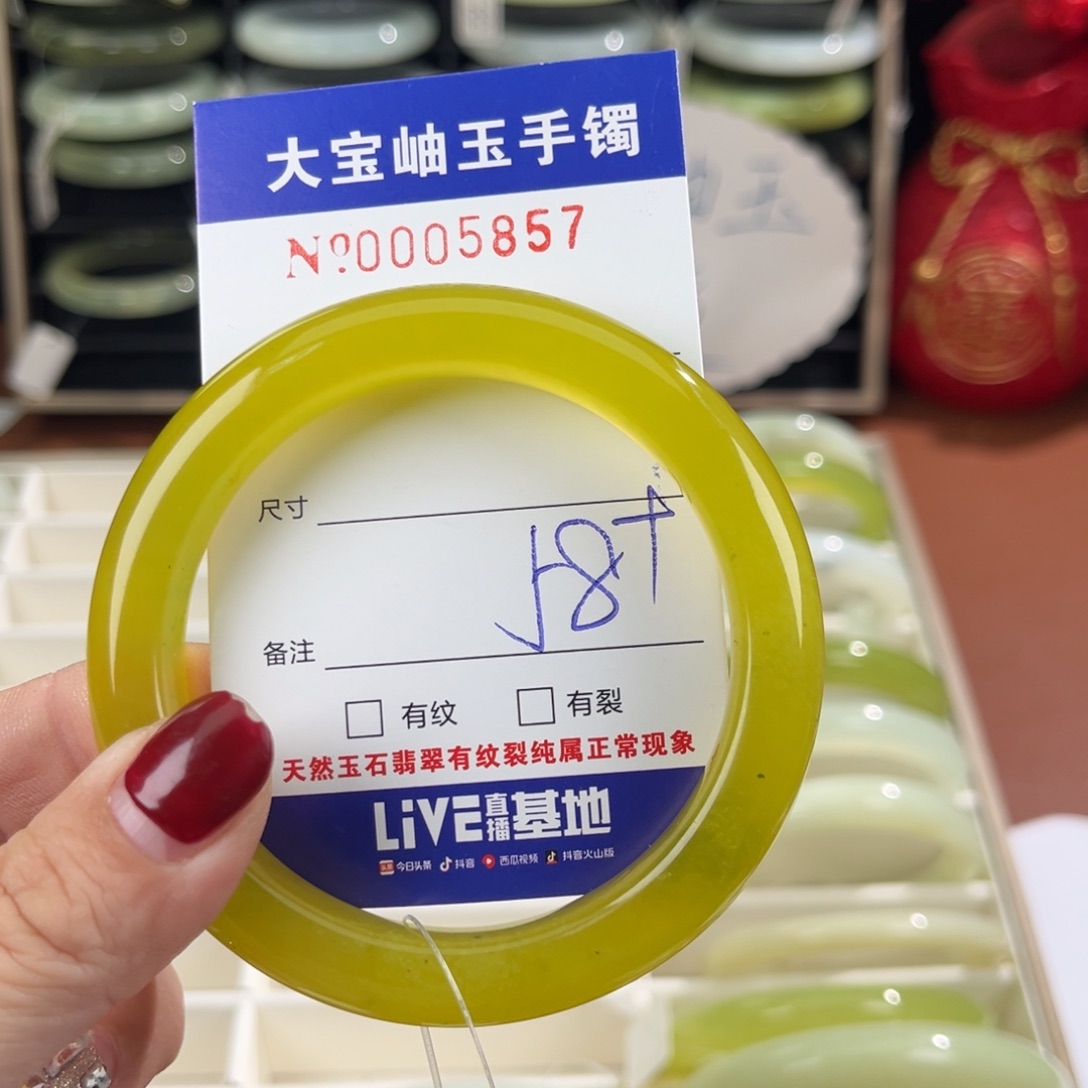 大宝岫玉手镯
№0005857
尺寸
58
备注
□ 有纹 □ 有裂
天然玉石翡翠有纹裂纯属正常现象
LiVE直播基地
今日头条 抖音 西瓜视频 抖音火山版
玉